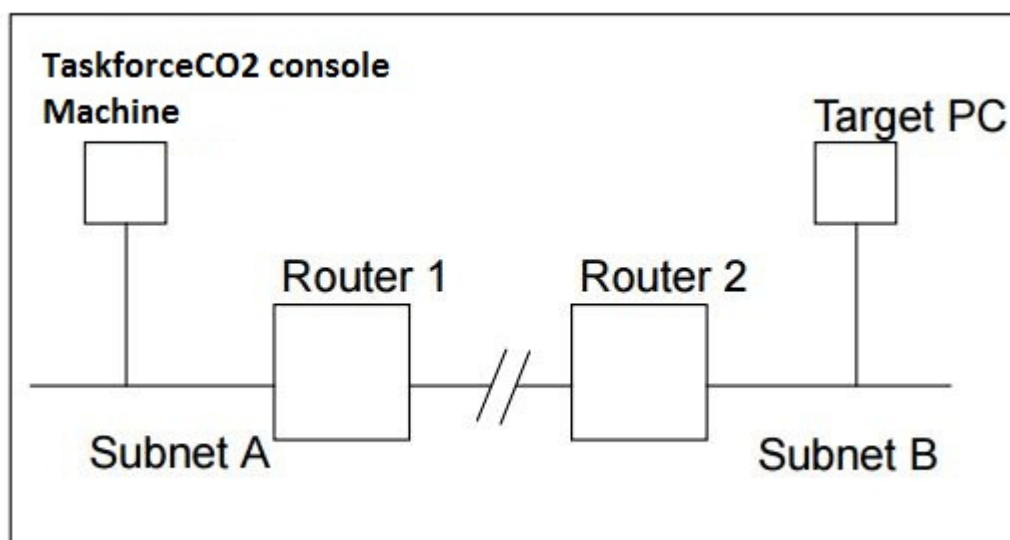 TaskforceCO2 console
Machine
Target PC
Router 1
Router 2
Subnet A
Subnet B